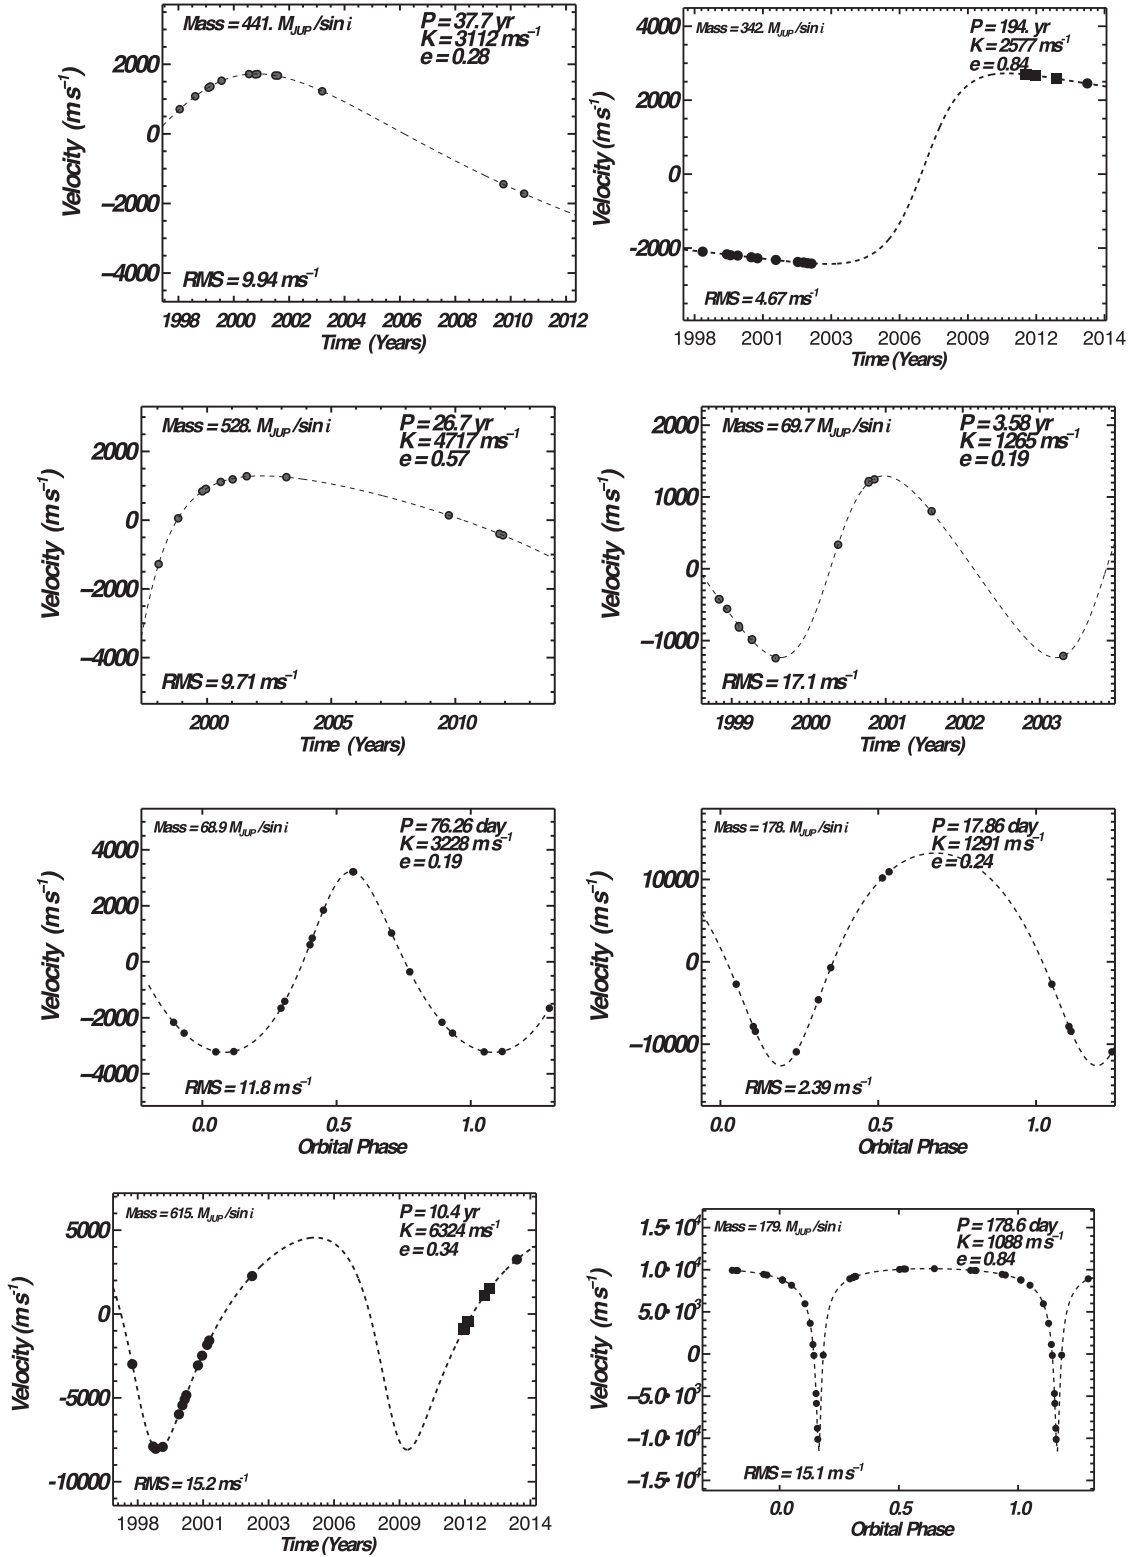 Mass = 441. M_JUP /sin i
P = 37.7 yr
K = 3112 ms⁻¹
e = 0.28
2000
0
−2000
−4000
Velocity (ms⁻¹)
RMS = 9.94 ms⁻¹
1998 2000 2002 2004 2006 2008 2010 2012
Time (Years)
Mass = 342. M_JUP /sin i
P = 194. yr
K = 2577 ms⁻¹
e = 0.84
4000
2000
0
-2000
Velocity (ms⁻¹)
RMS = 4.67 ms⁻¹
1998 2001 2003 2006 2009 2012 2014
Time (Years)
Mass = 528. M_JUP /sin i
P = 26.7 yr
K = 4717 ms⁻¹
e = 0.57
2000
0
−2000
−4000
Velocity (ms⁻¹)
RMS = 9.71 ms⁻¹
2000 2005 2010
Time (Years)
Mass = 69.7 M_JUP /sin i
P = 3.58 yr
K = 1265 ms⁻¹
e = 0.19
2000
1000
0
−1000
Velocity (ms⁻¹)
RMS = 17.1 ms⁻¹
1999 2000 2001 2002 2003
Time (Years)
Mass = 68.9 M_JUP /sin i
P = 76.26 day
K = 3228 ms⁻¹
e = 0.19
4000
2000
0
−2000
−4000
Velocity (ms⁻¹)
RMS = 11.8 ms⁻¹
0.0 0.5 1.0
Orbital Phase
Mass = 178. M_JUP /sin i
P = 17.86 day
K = 1291 ms⁻¹
e = 0.24
10000
0
−10000
Velocity (ms⁻¹)
RMS = 2.39 ms⁻¹
0.0 0.5 1.0
Orbital Phase
Mass = 615. M_JUP /sin i
P = 10.4 yr
K = 6324 ms⁻¹
e = 0.34
5000
0
-5000
-10000
Velocity (ms⁻¹)
RMS = 15.2 ms⁻¹
1998 2001 2003 2006 2009 2012 2014
Time (Years)
Mass = 179. M_JUP /sin i
P = 178.6 day
K = 1088 ms⁻¹
e = 0.84
1.5•10⁴
1.0•10⁴
5.0•10³
0
−5.0•10³
−1.0•10⁴
−1.5•10⁴
Velocity (ms⁻¹)
RMS = 15.1 ms⁻¹
0.0 0.5 1.0
Orbital Phase